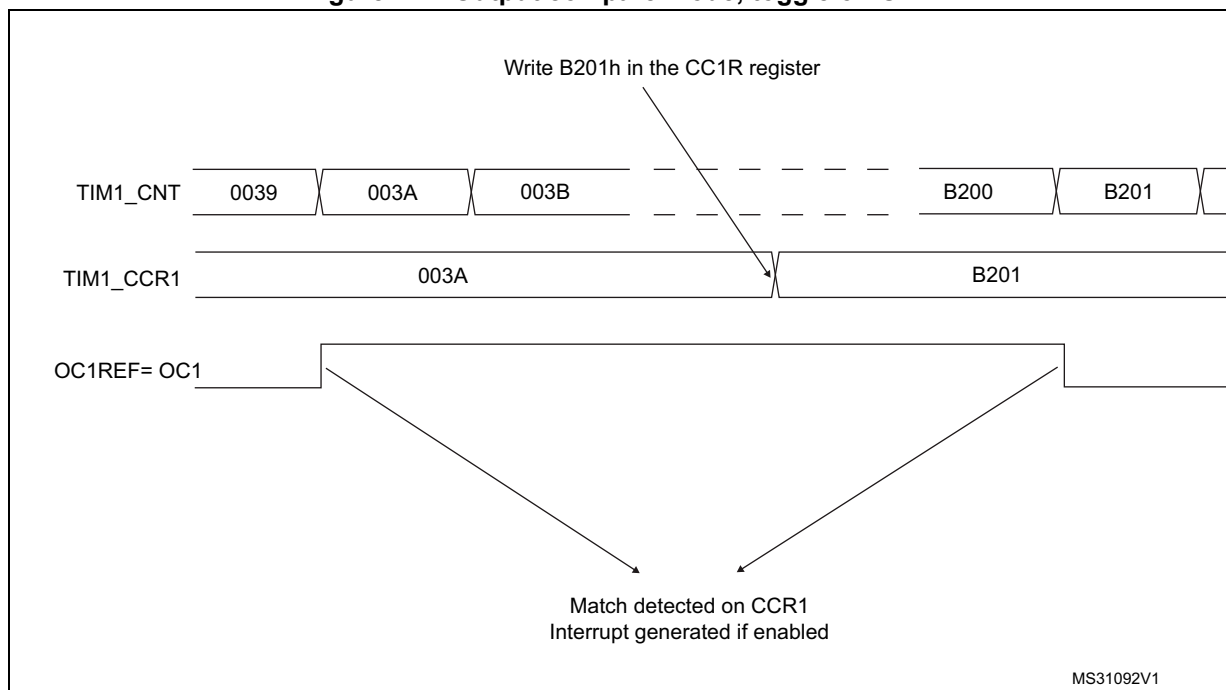 Write B201h in the CC1R register
TIM1_CNT 0039 003A 003B B200 B201
TIM1_CCR1 003A B201
OC1REF= OC1
Match detected on CCR1
Interrupt generated if enabled
MS31092V1